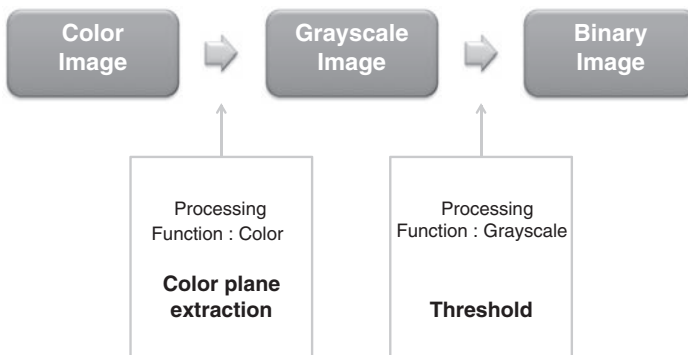 Color
Image
Grayscale
Image
Binary
Image
Processing
Function : Color
Color plane
extraction
Processing
Function : Grayscale
Threshold